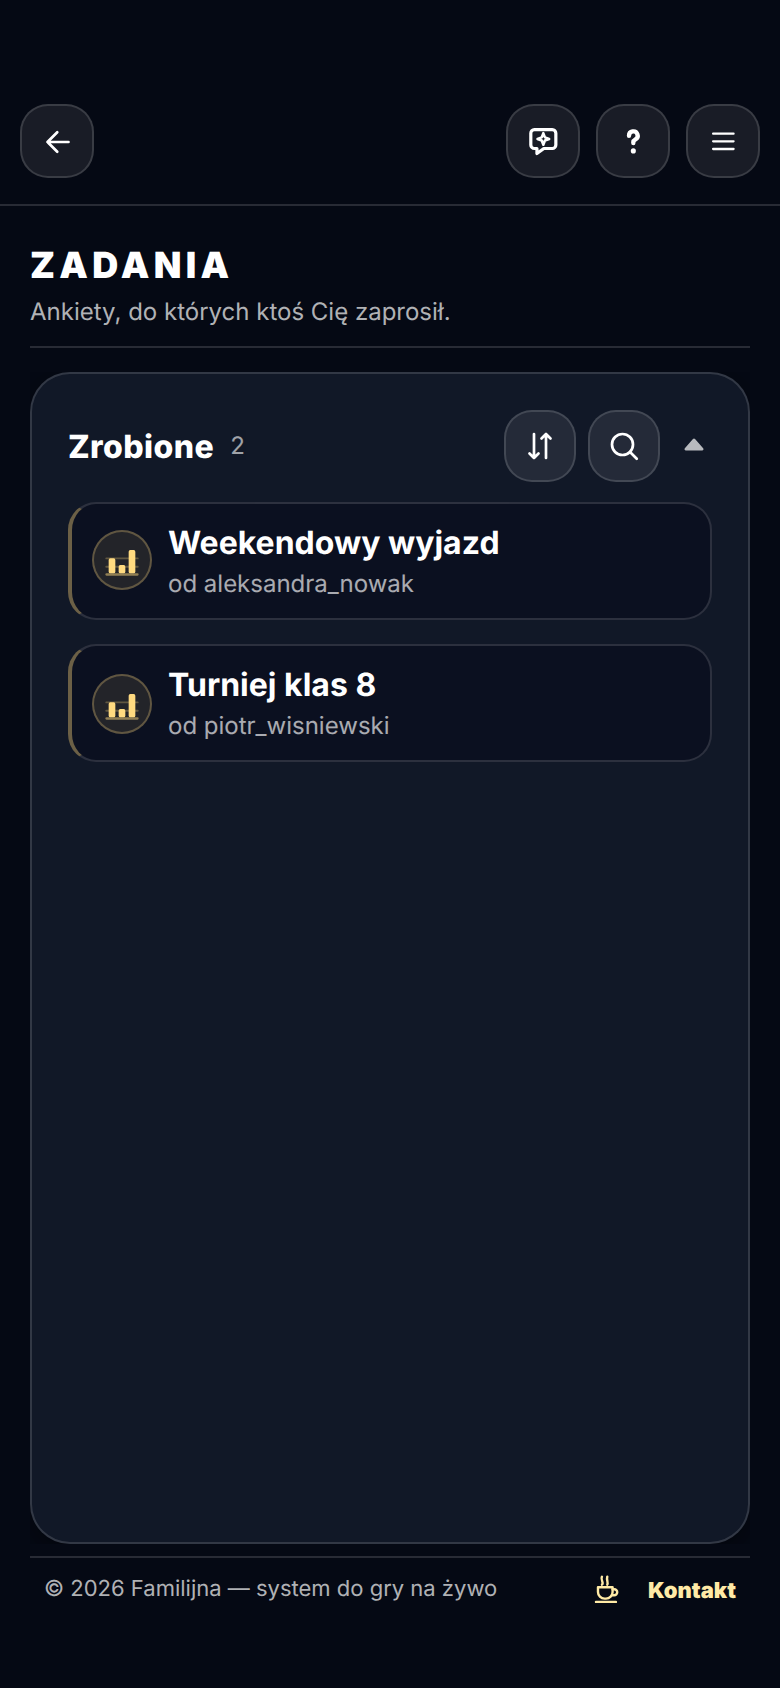 ZADANIA
Ankiety, do których ktoś Cię zaprosił.
Zrobione 2
Weekendowy wyjazd
od aleksandra_nowak
Turniej klas 8
od piotr_wisniewski
© 2026 Familijna — system do gry na żywo
Kontakt